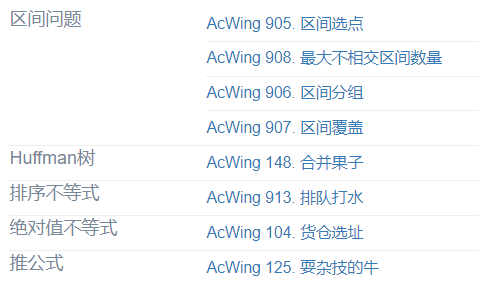 区间问题 AcWing 905. 区间选点
AcWing 908. 最大不相交区间数量
AcWing 906. 区间分组
AcWing 907. 区间覆盖
Huffman树 AcWing 148. 合并果子
排序不等式 AcWing 913. 排队打水
绝对值不等式 AcWing 104. 货仓选址
推公式 AcWing 125. 耍杂技的牛